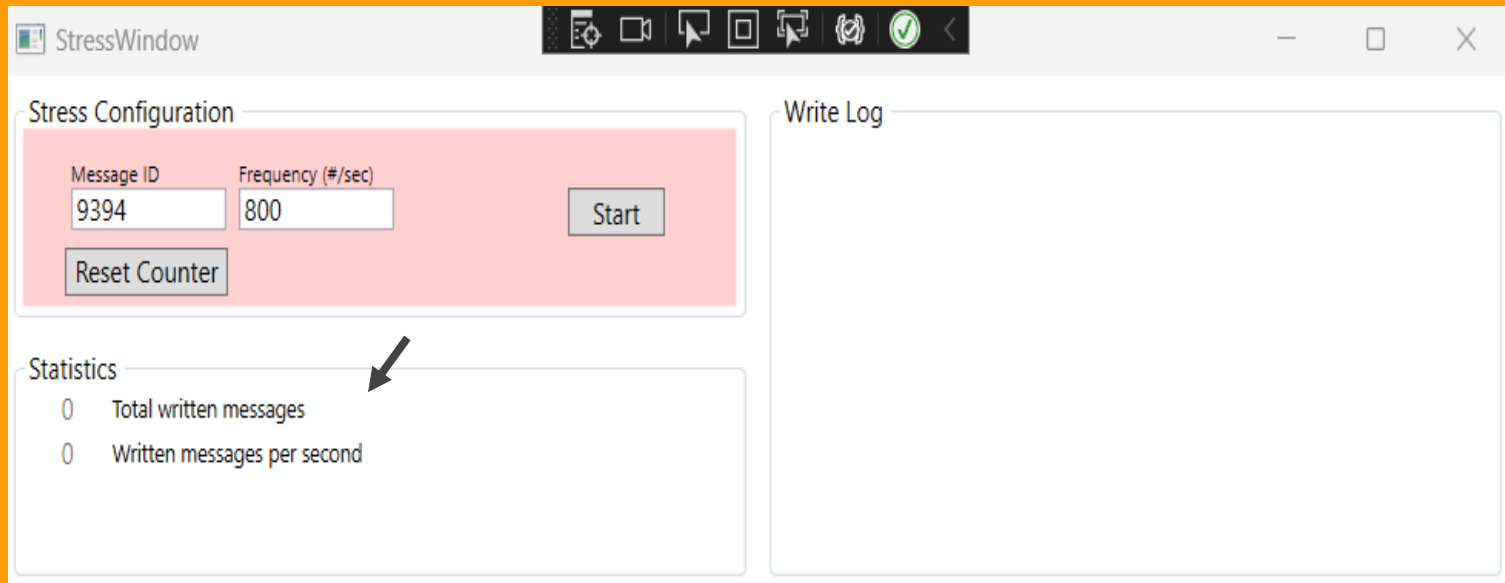 StressWindow
Stress Configuration
Message ID
Frequency (#/sec)
9394
800
Start
Reset Counter
Statistics
0 Total written messages
0 Written messages per second
Write Log